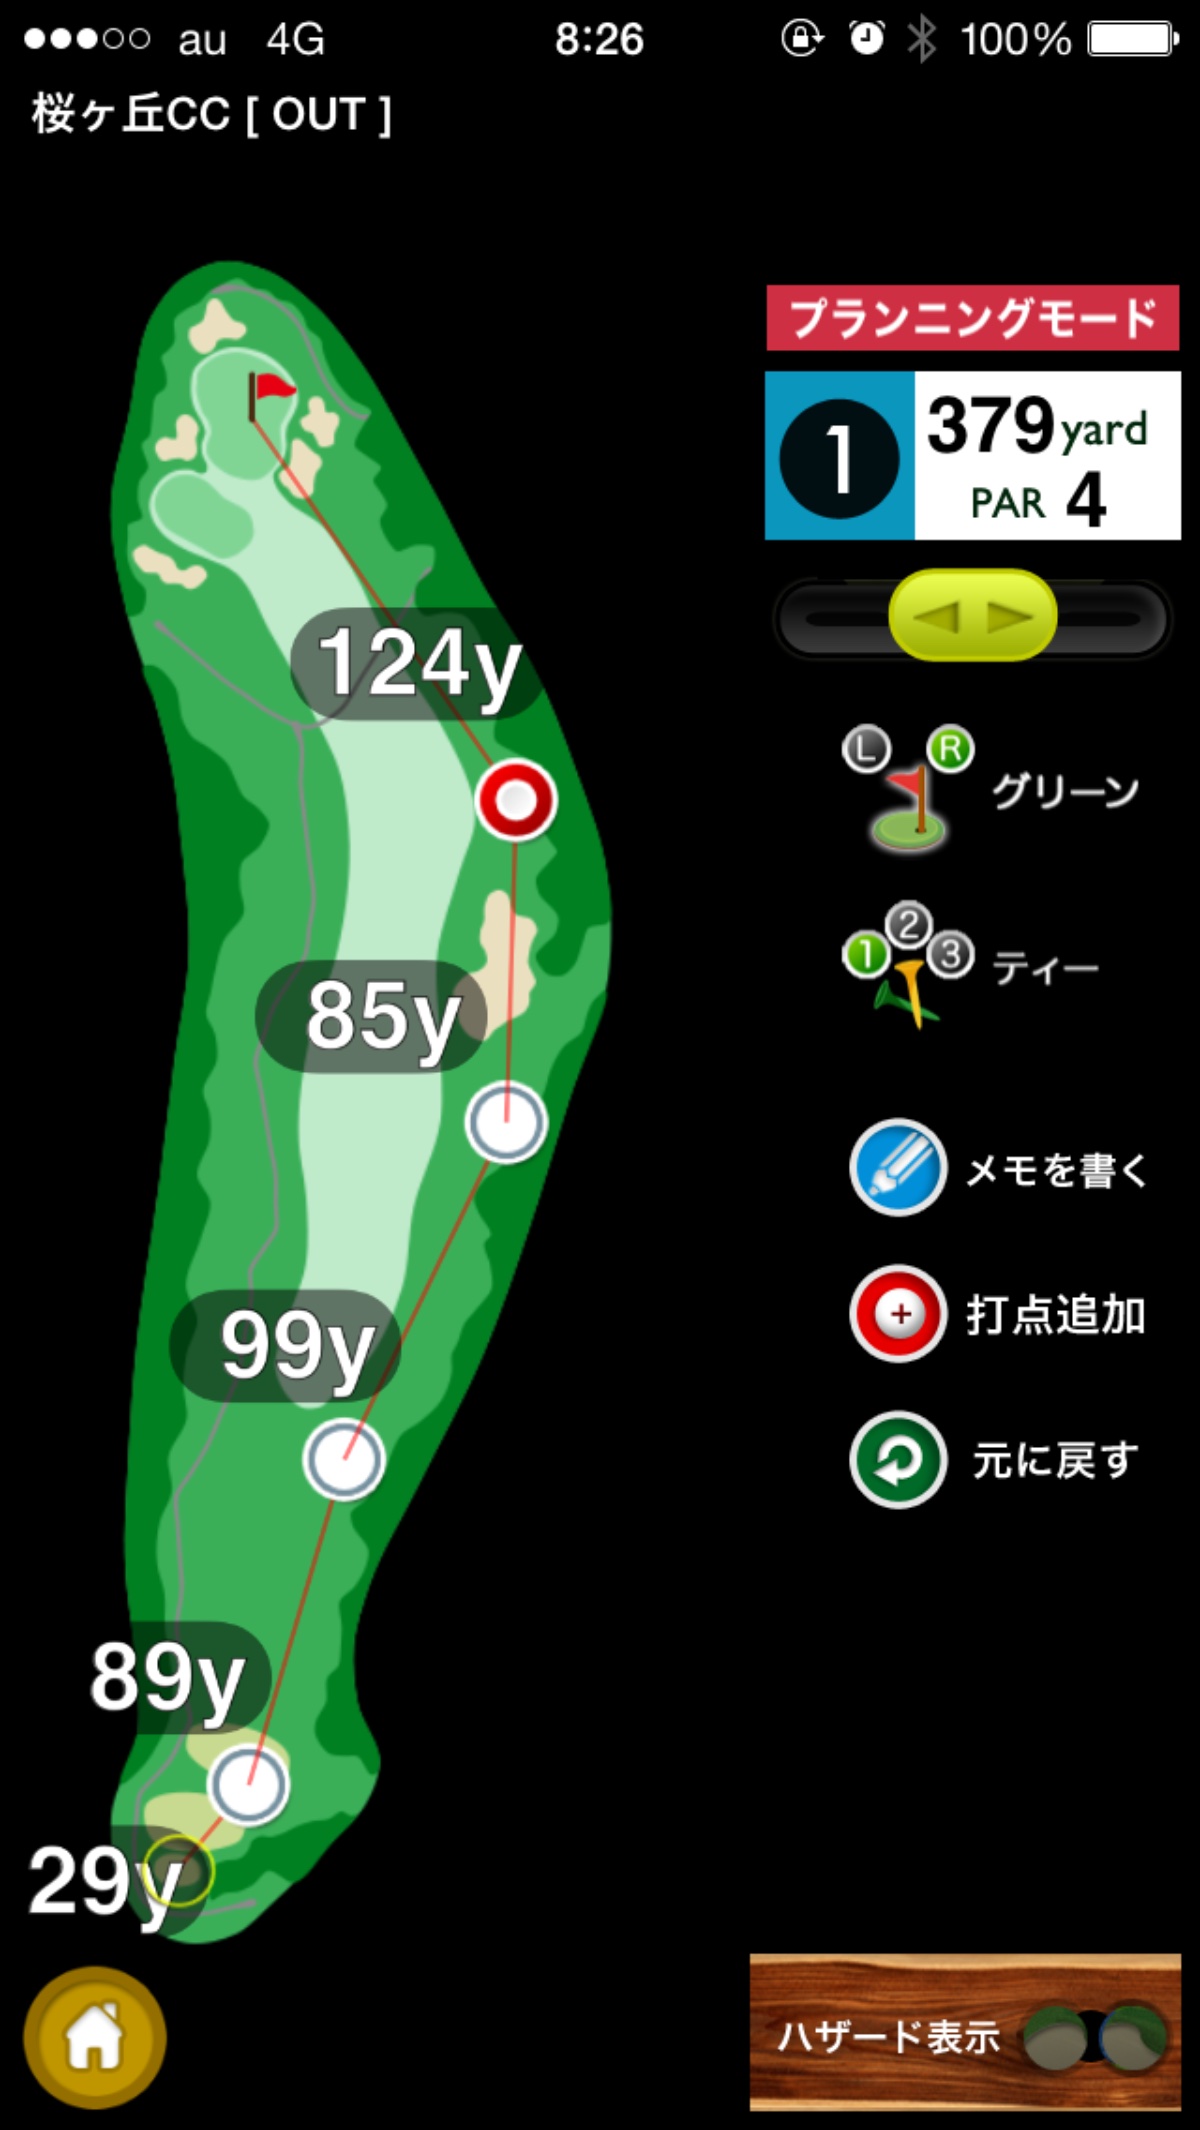 au 4G 8:26 100%
桜ヶ丘CC [ OUT ]
プランニングモード
1 379yard
PAR 4
124y
L R グリーン
1 2 3 ティー
85y
メモを書く
99y
打点追加
元に戻す
89y
29y
ハザード表示